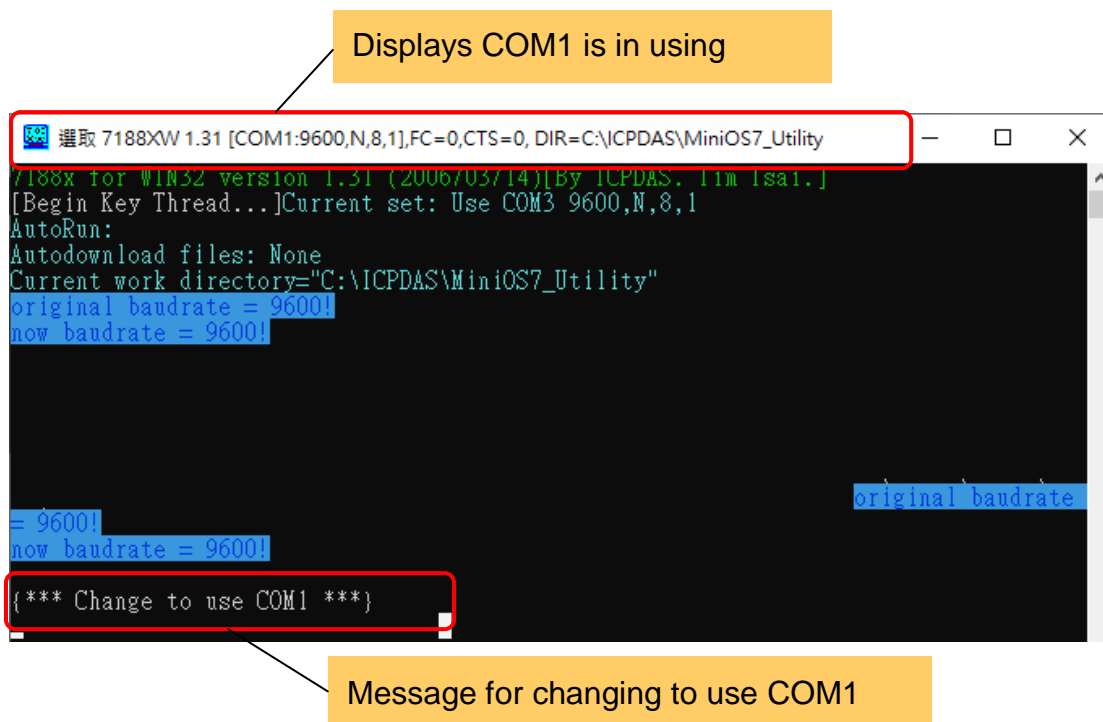 Displays COM1 is in using
選取 7188XW 1.31 [COM1:9600,N,8,1],FC=0,CTS=0, DIR=C:\ICPDAS\MiniOS7_Utility
7188x for WIN32 version 1.31 (2006/03/14)[By ICPDAS. Tim Tsai.]
[Begin Key Thread...]Current set: Use COM3 9600,N,8,1
AutoRun:
Autodownload files: None
Current work directory="C:\ICPDAS\MiniOS7_Utility"
original baudrate = 9600!
now baudrate = 9600!
original baudrate
= 9600!
now baudrate = 9600!
{*** Change to use COM1 ***}
Message for changing to use COM1